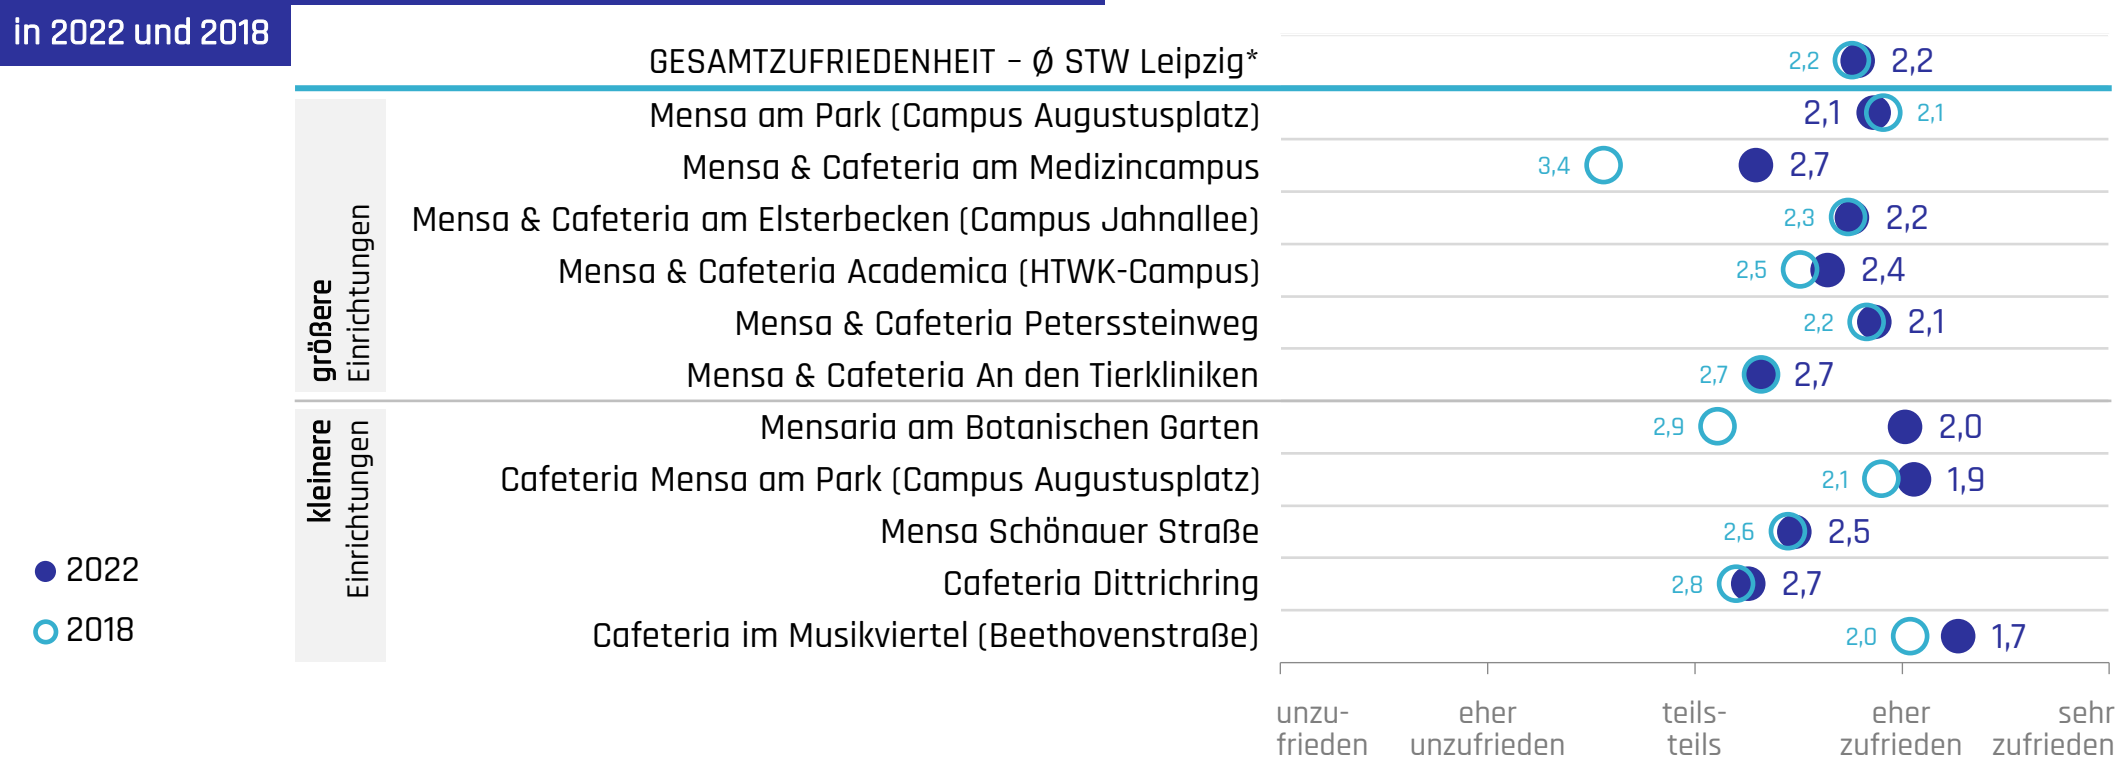 in 2022 und 2018
GESAMTZUFRIEDENHEIT – Ø STW Leipzig*
2,2
2,2
Mensa am Park (Campus Augustusplatz)
2,1
2,1
Mensa & Cafeteria am Medizincampus
3,4
2,7
Mensa & Cafeteria am Elsterbecken (Campus Jahnallee)
2,3
2,2
Mensa & Cafeteria Academica (HTWK-Campus)
2,5
2,4
Mensa & Cafeteria Peterssteinweg
2,2
2,1
Mensa & Cafeteria An den Tierkliniken
2,7
2,7
größere
Einrichtungen
Mensaria am Botanischen Garten
2,9
2,0
Cafeteria Mensa am Park (Campus Augustusplatz)
2,1
1,9
Mensa Schönauer Straße
2,6
2,5
Cafeteria Dittrichring
2,8
2,7
Cafeteria im Musikviertel (Beethovenstraße)
2,0
1,7
kleinere
Einrichtungen
2022
2018
unzu-
frieden
eher
unzufrieden
teils-
teils
eher
zufrieden
sehr
zufrieden